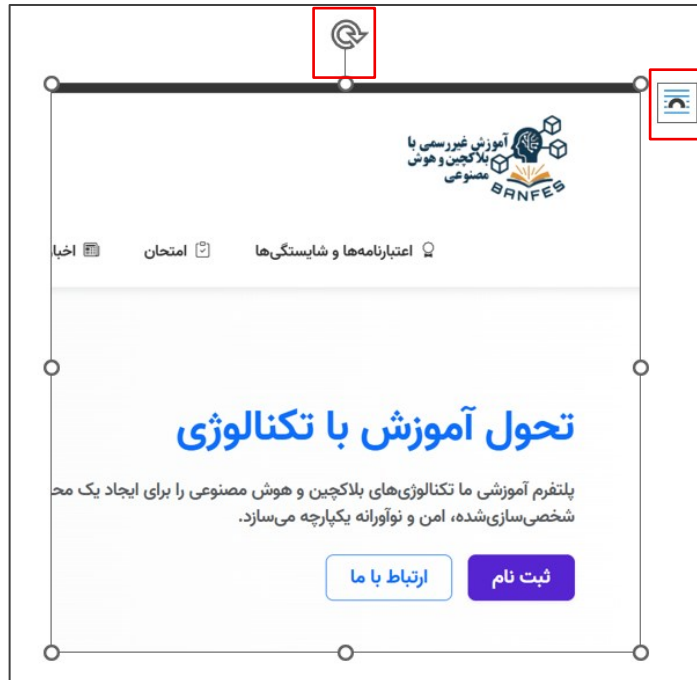 آموزش غیررسمی با
بلاکچین و هوش
مصنوعی
BANFES
اعتبارنامه‌ها و شایستگی‌ها
امتحان
اخبا
تحول آموزش با تکنالوژی
پلتفرم آموزشی ما تکنالوژی‌های بلاکچین و هوش مصنوعی را برای ایجاد یک مح
شخصی‌سازی‌شده، امن و نوآورانه یکپارچه می‌سازد.
ثبت نام
ارتباط با ما